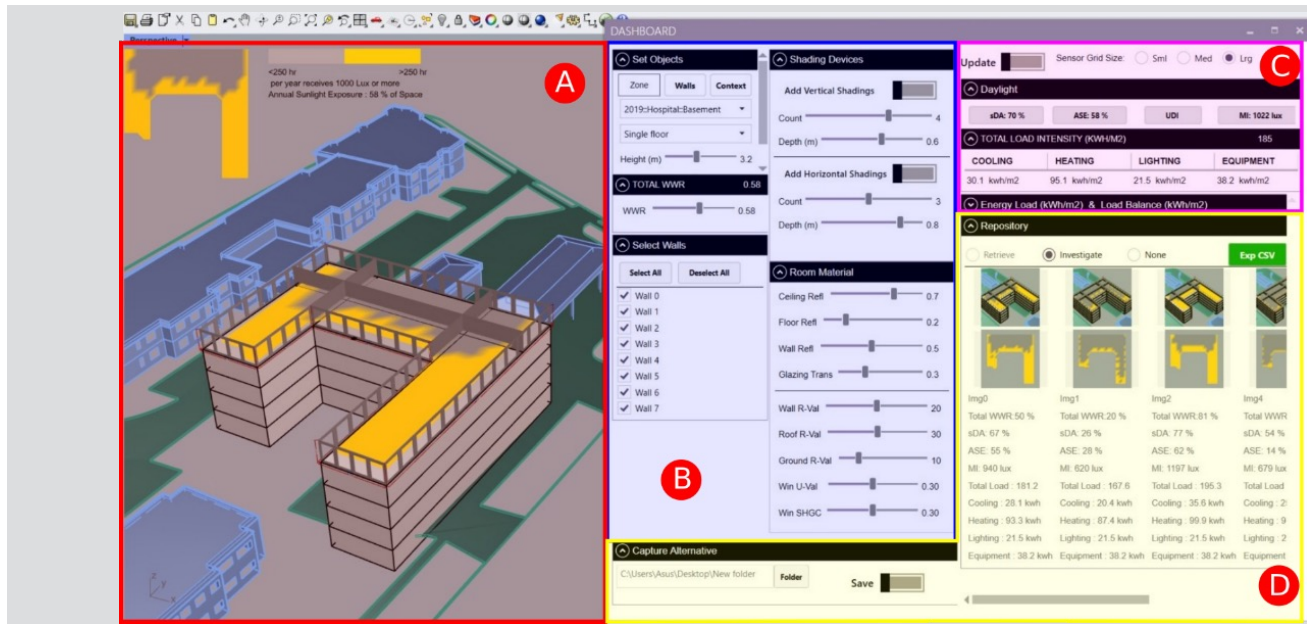 DASHBOARD
Perspective
<250 hr >250 hr
per year receives 1000 Lux or more
Annual Sunlight Exposure : 58 % of Space
A
z
y
x
Set Objects
Zone Walls Context
2019::Hospital::Basement
Single floor
Height (m) 3.2
TOTAL WWR 0.58
WWR 0.58
Select Walls
Select All Deselect All
Wall 0
Wall 1
Wall 2
Wall 3
Wall 4
Wall 5
Wall 6
Wall 7
B
Shading Devices
Add Vertical Shadings
Count 4
Depth (m) 0.6
Add Horizontal Shadings
Count 3
Depth (m) 0.8
Room Material
Ceiling Refl 0.7
Floor Refl 0.2
Wall Refl 0.5
Glazing Trans 0.3
Wall R-Val 20
Roof R-Val 30
Ground R-Val 10
Win U-Val 0.30
Win SHGC 0.30
Update Sensor Grid Size: Sml Med Lrg
C
Daylight
sDA: 70 % ASE: 58 % UDI MI: 1022 lux
TOTAL LOAD INTENSITY (KWH/M2) 185
COOLING HEATING LIGHTING EQUIPMENT
30.1 kwh/m2 95.1 kwh/m2 21.5 kwh/m2 38.2 kwh/m2
Energy Load (kWh/m2) & Load Balance (kWh/m2)
Repository
Retrieve Investigate None Exp CSV
Img0 Img1 Img2 Img4
Total WWR:50 % Total WWR:20 % Total WWR:81 % Total WWR
sDA: 67 % sDA: 26 % sDA: 77 % sDA: 54 %
ASE: 55 % ASE: 28 % ASE: 62 % ASE: 14 %
MI: 940 lux MI: 620 lux MI: 1197 lux MI: 679 lux
Total Load : 181.2 Total Load : 167.6 Total Load : 195.3 Total Load
Cooling : 28.1 kwh Cooling : 20.4 kwh Cooling : 35.6 kwh Cooling : 2
Heating : 93.3 kwh Heating : 87.4 kwh Heating : 99.9 kwh Heating : 9
Lighting : 21.5 kwh Lighting : 21.5 kwh Lighting : 21.5 kwh Lighting : 2
Equipment : 38.2 kwh Equipment : 38.2 kwh Equipment : 38.2 kwh Equipment
D
Capture Alternative
C:\Users\Asus\Desktop\New folder Folder Save